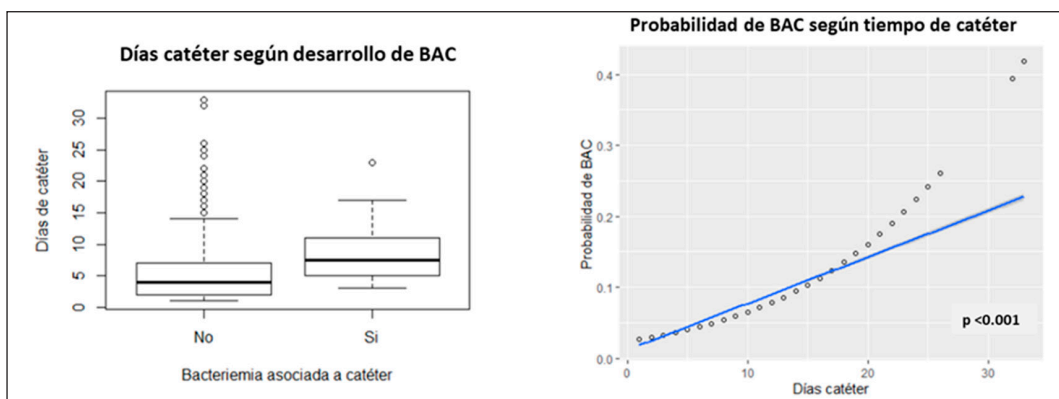 Días catéter según desarrollo de BAC
Días de catéter
0
5
10
15
20
25
30
No
Si
Bacteriemia asociada a catéter
Probabilidad de BAC según tiempo de catéter
Probabilidad de BAC
0.4
0.3
0.2
0.1
0.0
p <0.001
0
10
20
30
Días catéter